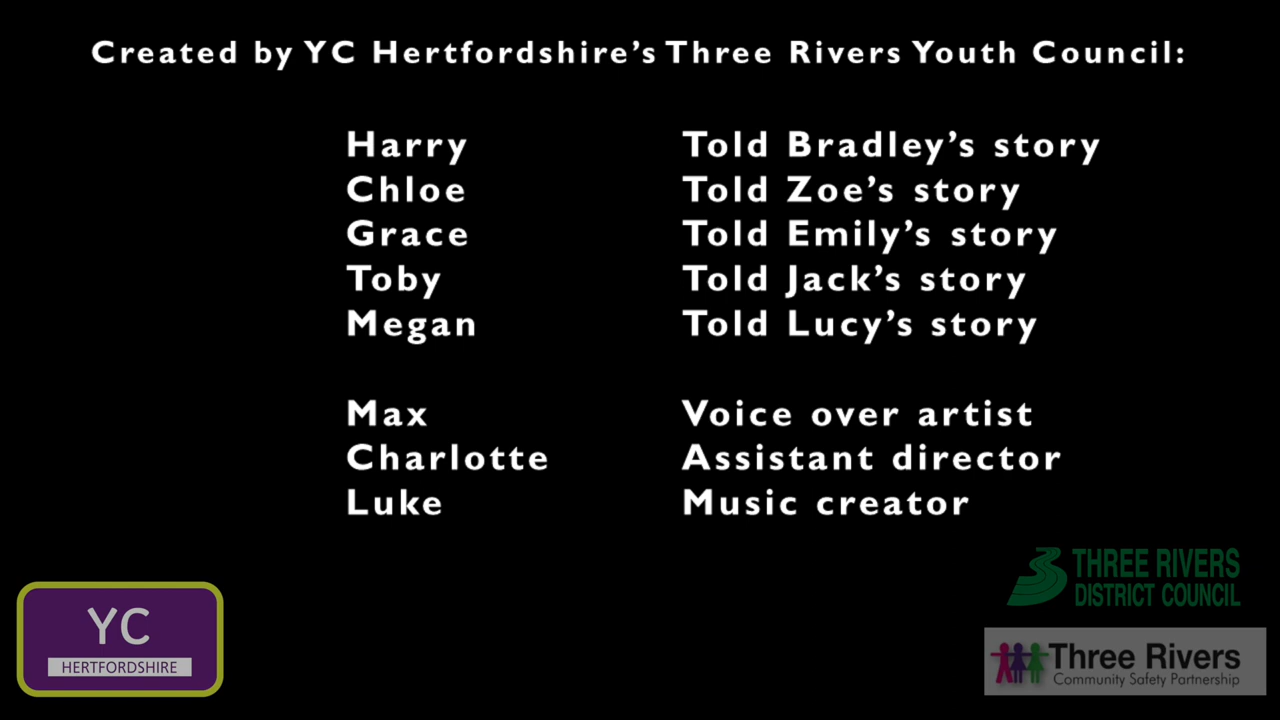 Created by YC Hertfordshire's Three Rivers Youth Council:
Harry Told Bradley's story
Chloe Told Zoe's story
Grace Told Emily's story
Toby Told Jack's story
Megan Told Lucy's story
Max Voice over artist
Charlotte Assistant director
Luke Music creator
THREE RIVERS
DISTRICT COUNCIL
YC
HERTFORDSHIRE
Three Rivers
Community Safety Partnership